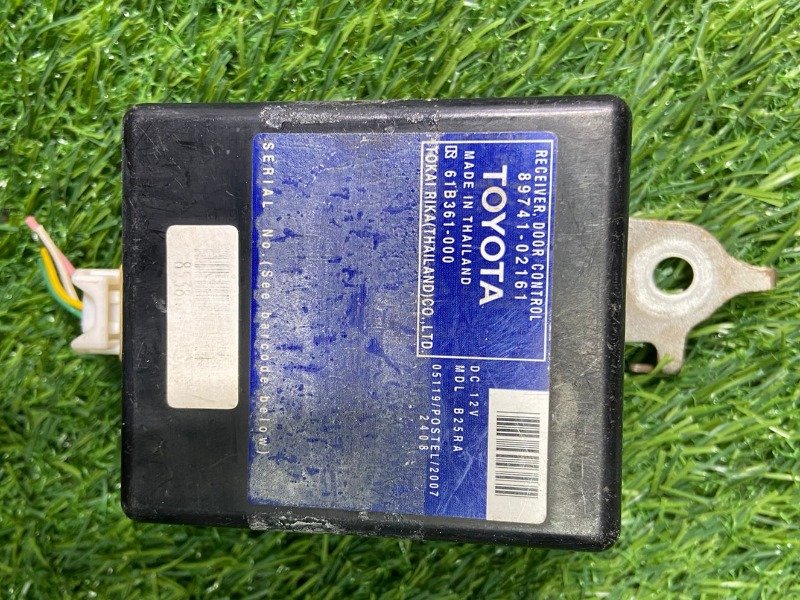 RECEIVER, DOOR CONTROL
89741-02161
TOYOTA
MADE IN THAILAND
61B361-000
TOKAI RIKA(THAILAND)CO.,LTD.
DC 12V
MDL B25RA
05119/POSTEL/2007
2408
SERIAL No.(See barcode below)